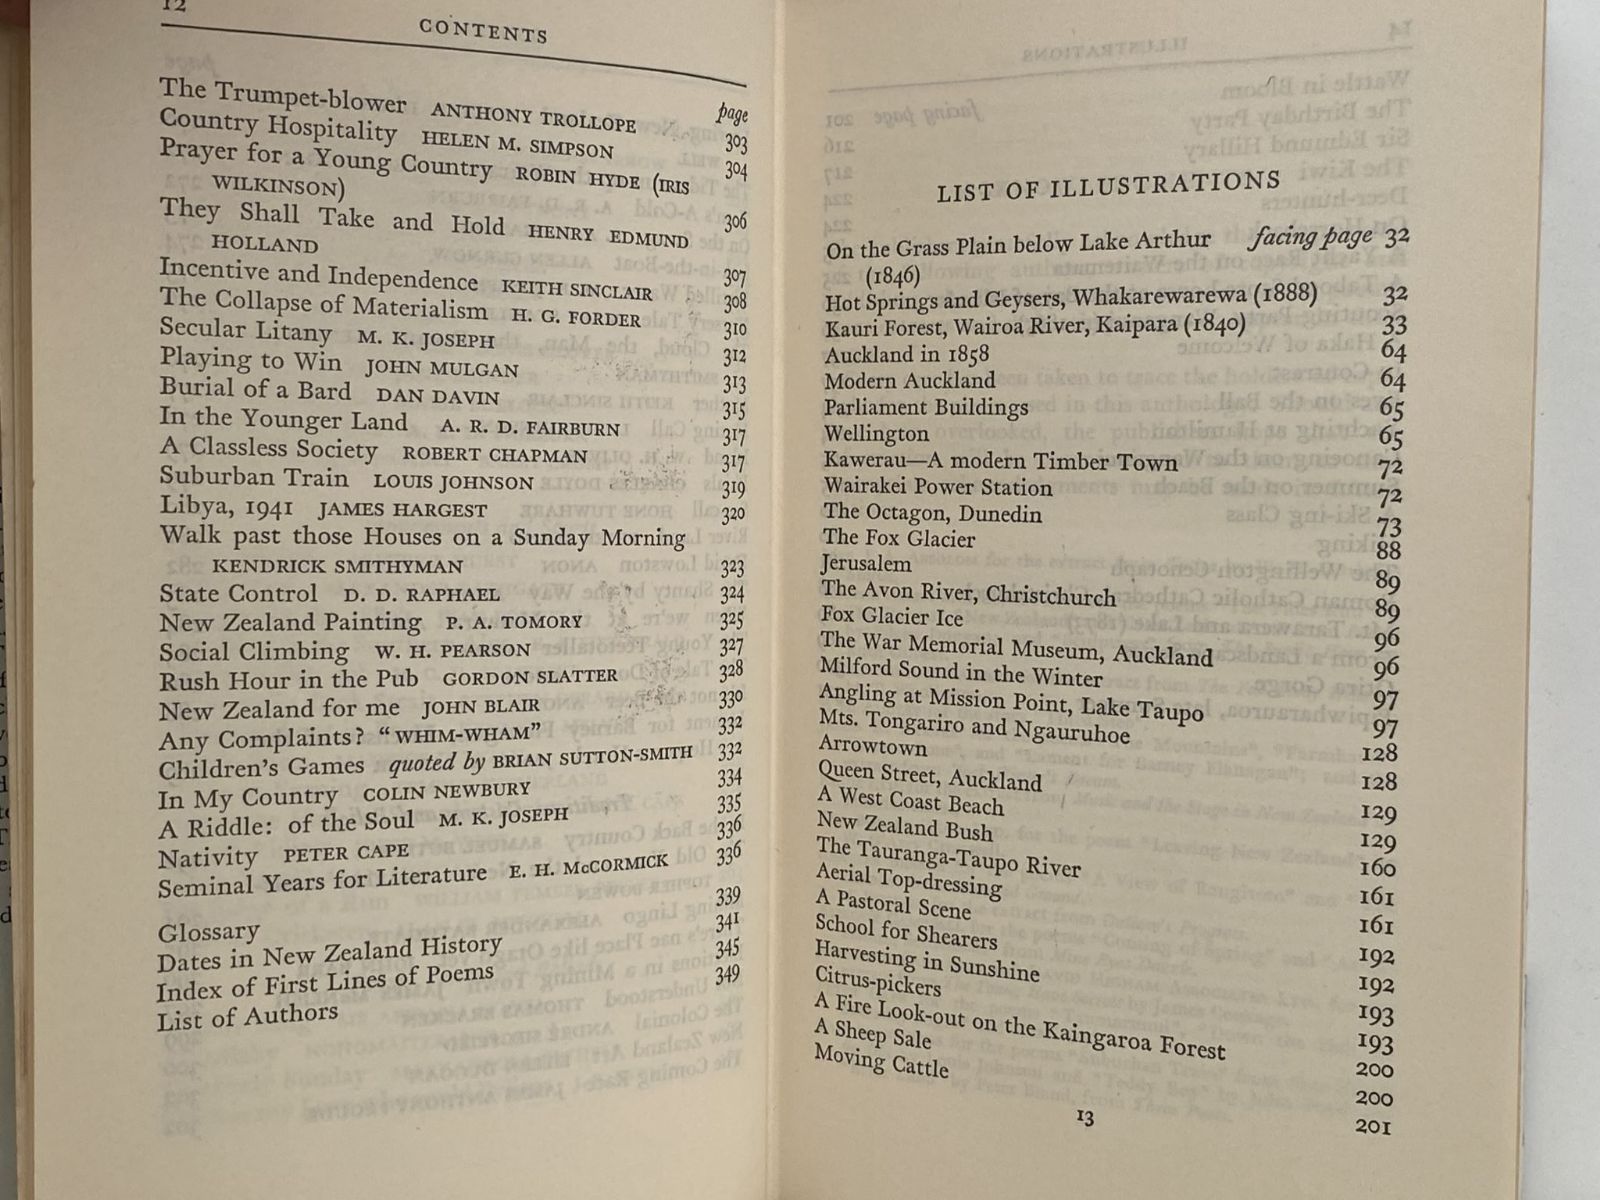 12
CONTENTS
page
The Trumpet-blower ANTHONY TROLLOPE 303
Country Hospitality HELEN M. SIMPSON 304
Prayer for a Young Country ROBIN HYDE (IRIS
WILKINSON) 306
They Shall Take and Hold HENRY EDMUND
HOLLAND 307
Incentive and Independence KEITH SINCLAIR 308
The Collapse of Materialism H. G. FORDER 310
Secular Litany M. K. JOSEPH 312
Playing to Win JOHN MULGAN 313
Burial of a Bard DAN DAVIN 315
In the Younger Land A. R. D. FAIRBURN 317
A Classless Society ROBERT CHAPMAN 317
Suburban Train LOUIS JOHNSON 319
Libya, 1941 JAMES HARGEST 320
Walk past those Houses on a Sunday Morning
KENDRICK SMITHYMAN 323
State Control D. D. RAPHAEL 324
New Zealand Painting P. A. TOMORY 325
Social Climbing W. H. PEARSON 327
Rush Hour in the Pub GORDON SLATTER 328
New Zealand for me JOHN BLAIR 330
Any Complaints? "WHIM-WHAM" 332
Children's Games quoted by BRIAN SUTTON-SMITH 332
In My Country COLIN NEWBURY 334
A Riddle: of the Soul M. K. JOSEPH 335
Nativity PETER CAPE 336
Seminal Years for Literature E. H. McCORMICK 336
Glossary 339
Dates in New Zealand History 341
Index of First Lines of Poems 345
List of Authors 349
LIST OF ILLUSTRATIONS
On the Grass Plain below Lake Arthur facing page 32
(1846)
Hot Springs and Geysers, Whakarewarewa (1888) 32
Kauri Forest, Wairoa River, Kaipara (1840) 33
Auckland in 1858 64
Modern Auckland 64
Parliament Buildings 65
Wellington 65
Kawerau—A modern Timber Town 72
Wairakei Power Station 72
The Octagon, Dunedin 73
The Fox Glacier 88
Jerusalem 89
The Avon River, Christchurch 89
Fox Glacier Ice 96
The War Memorial Museum, Auckland 96
Milford Sound in the Winter 97
Angling at Mission Point, Lake Taupo 97
Mts. Tongariro and Ngauruhoe 128
Arrowtown 128
Queen Street, Auckland 129
A West Coast Beach 129
New Zealand Bush 160
The Tauranga-Taupo River 161
Aerial Top-dressing 161
A Pastoral Scene 192
School for Shearers 192
Harvesting in Sunshine 193
Citrus-pickers 193
A Fire Look-out on the Kaingaroa Forest 200
A Sheep Sale 200
Moving Cattle 201
13